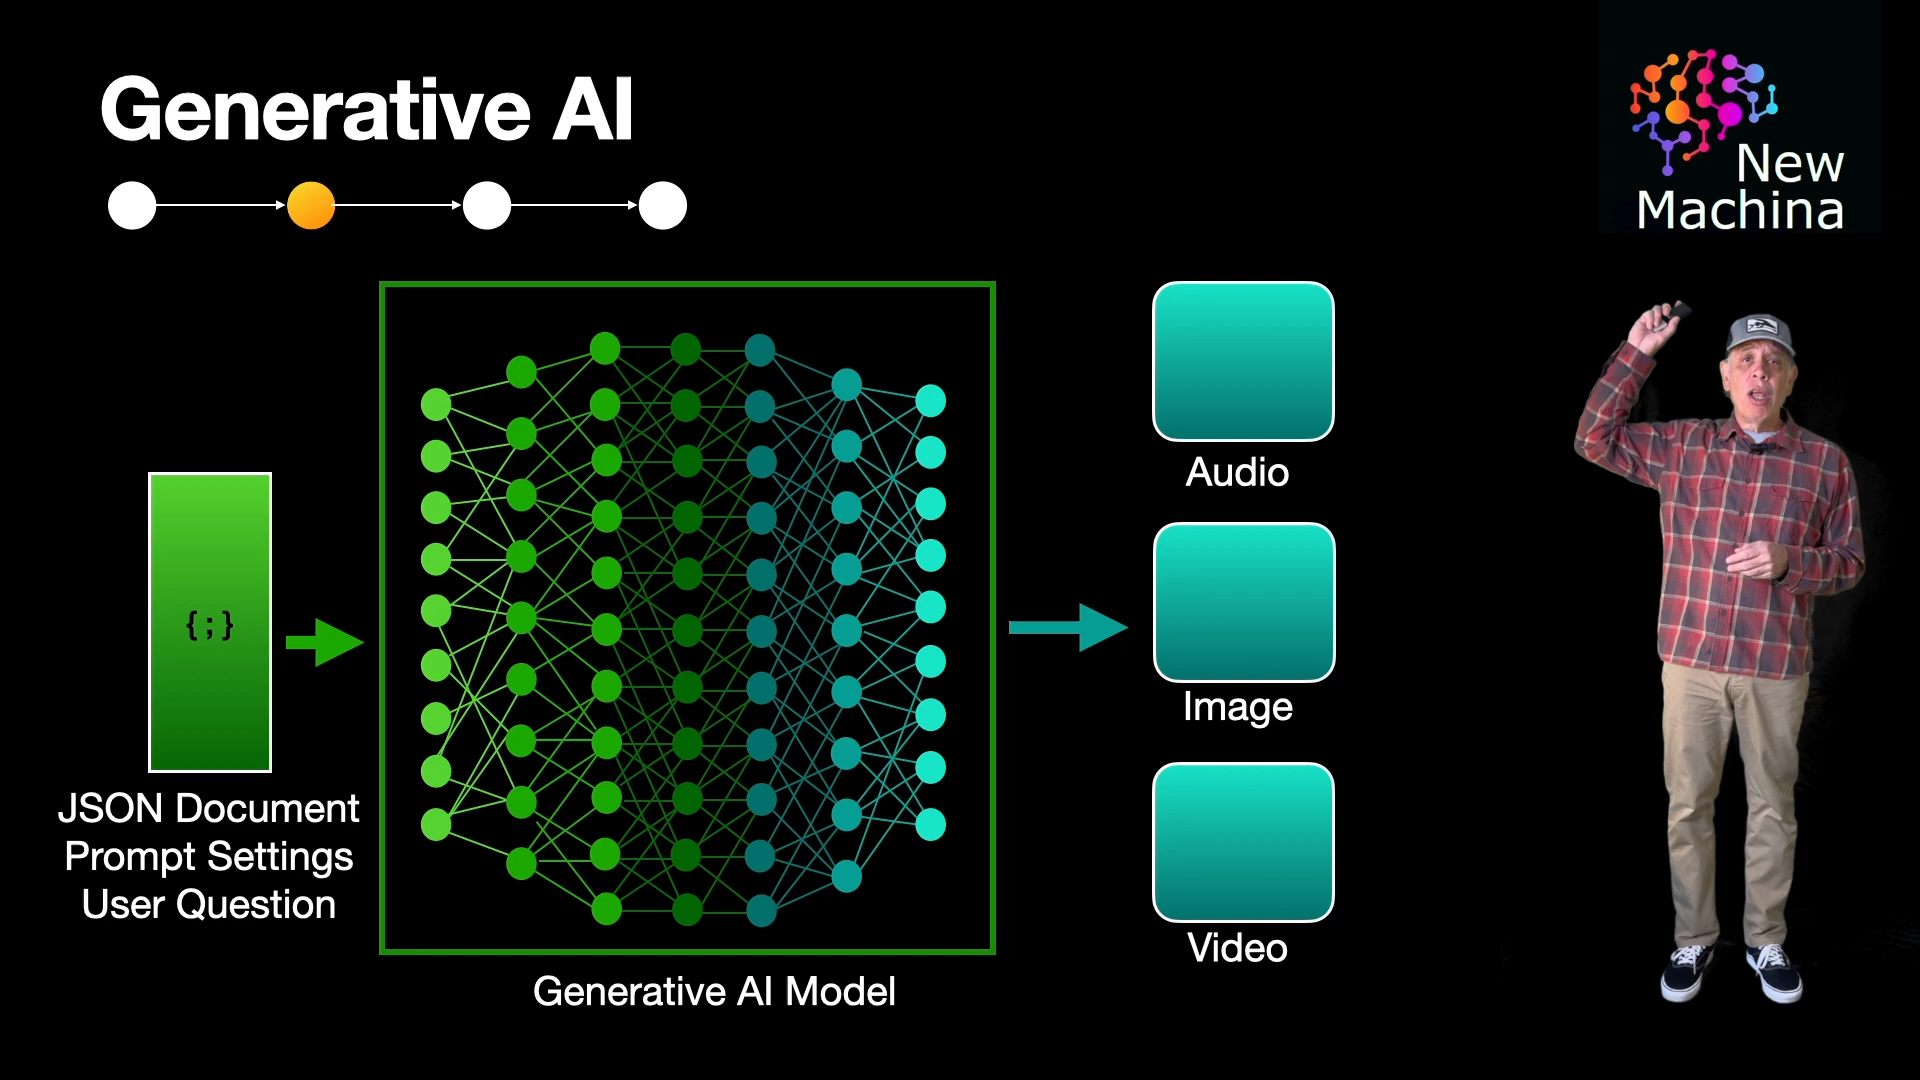 Generative AI
New
Machina
{ ; }
JSON Document
Prompt Settings
User Question
Generative AI Model
Audio
Image
Video